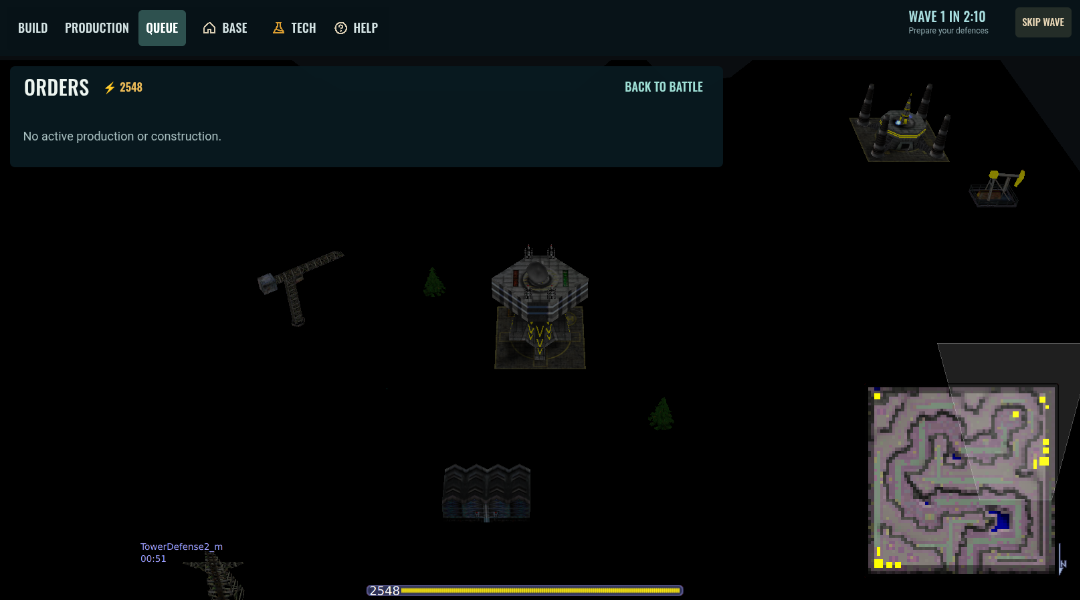 BUILD PRODUCTION QUEUE BASE TECH HELP
WAVE 1 IN 2:10
Prepare your defences
SKIP WAVE
ORDERS 2548 BACK TO BATTLE
No active production or construction.
TowerDefense2_m
00:51
2548
N